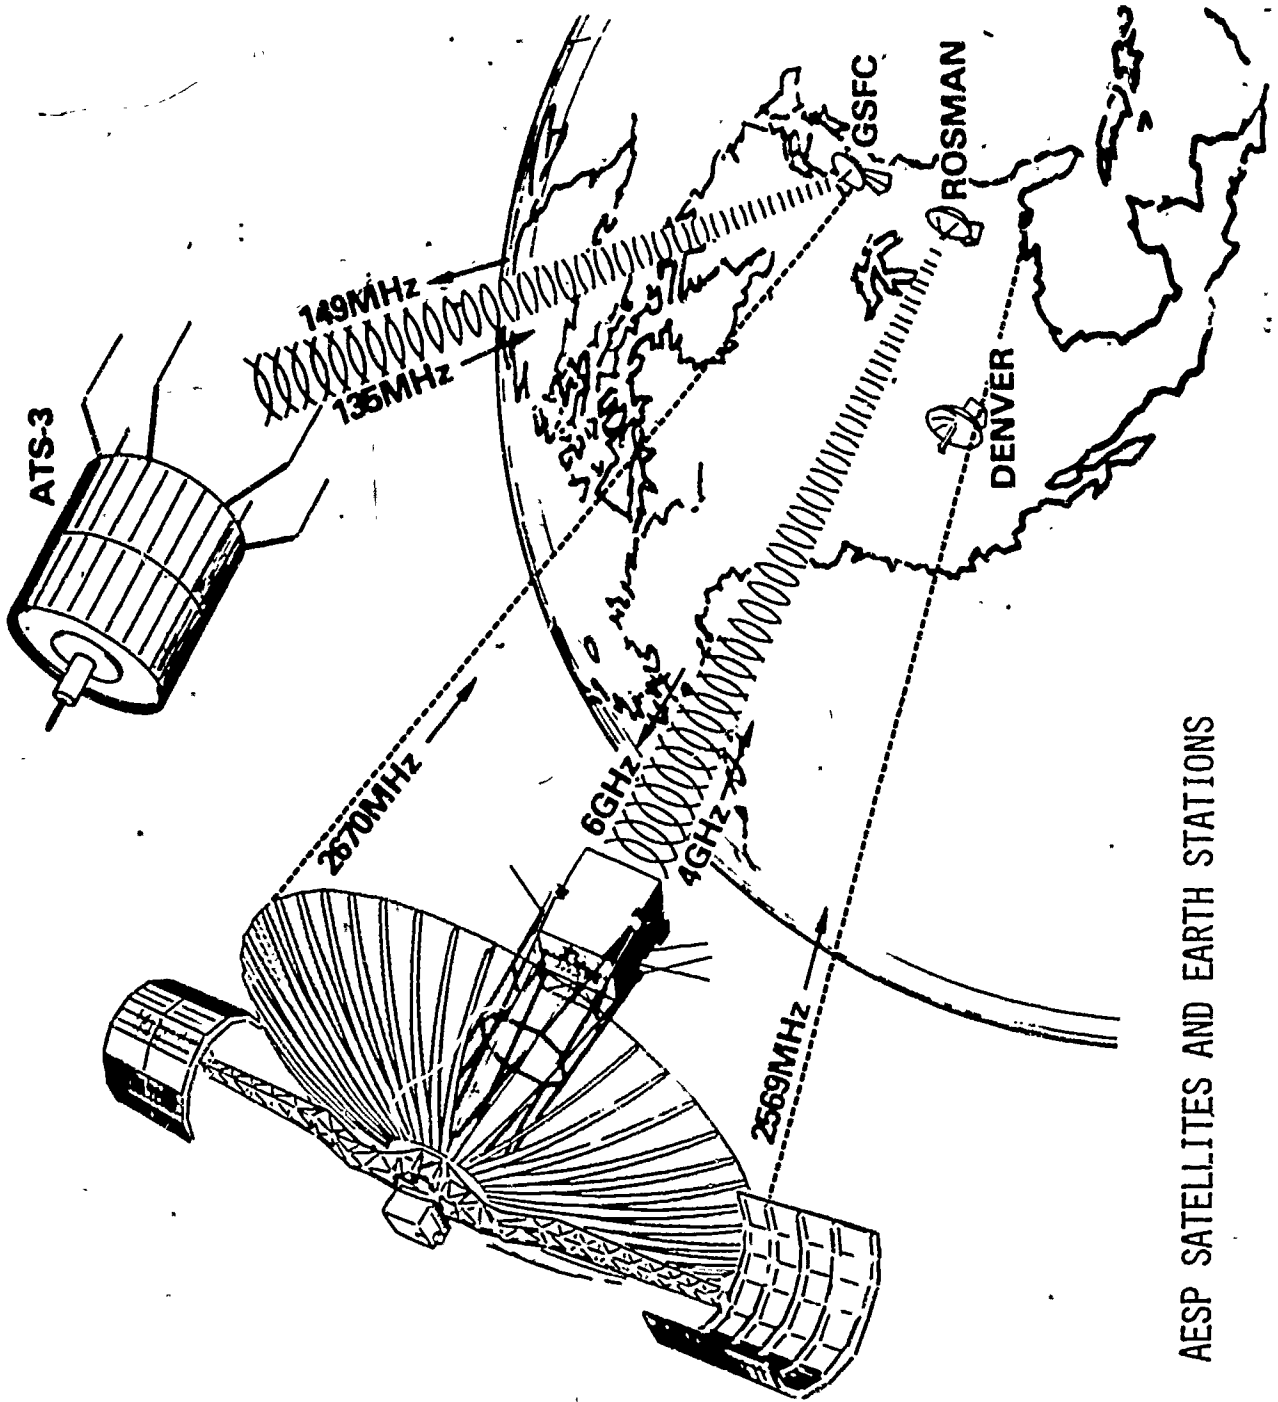 ATS-3
149MHz
135MHz
2670MHz
6GHz
4GHz
2569MHz
GSFC
ROSMAN
DENVER
AESP SATELLITES AND EARTH STATIONS